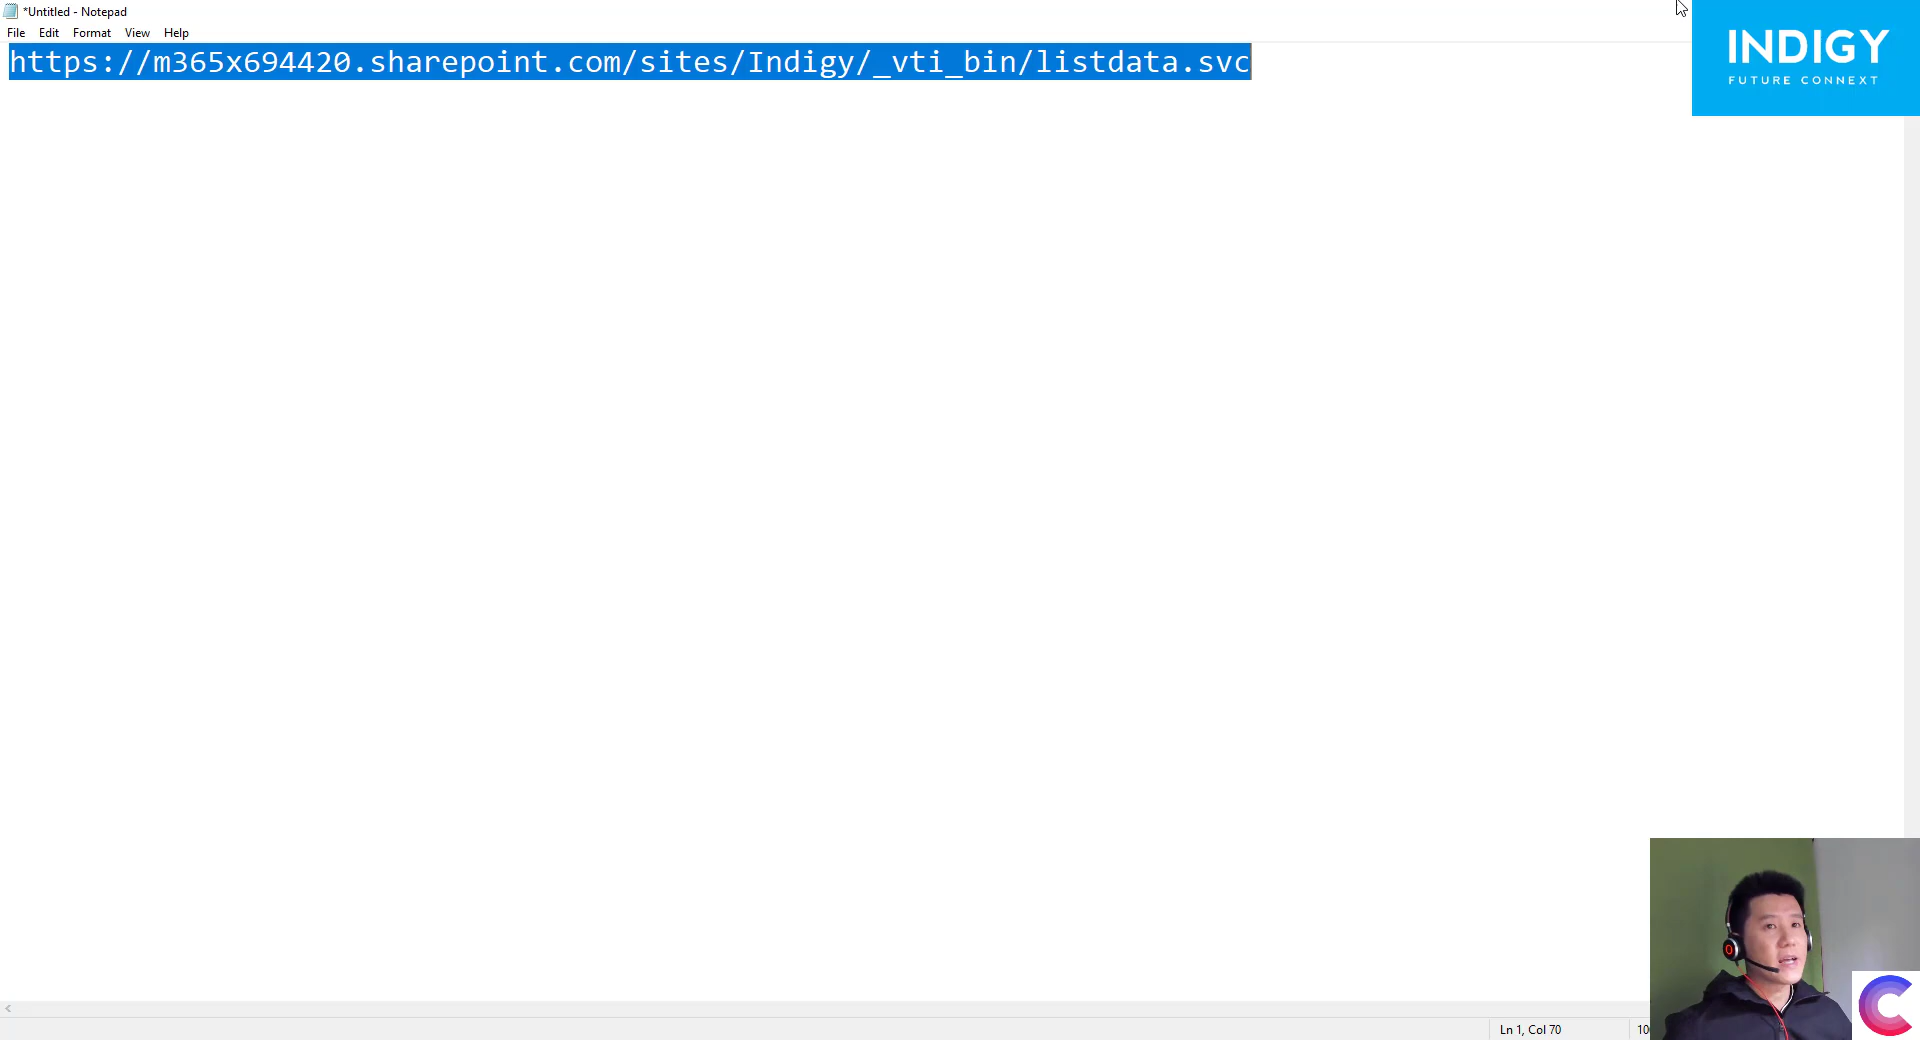 *Untitled - Notepad
File Edit Format View Help
https://m365x694420.sharepoint.com/sites/Indigy/_vti_bin/listdata.svc
INDIGY
FUTURE CONNEXT
Ln 1, Col 70